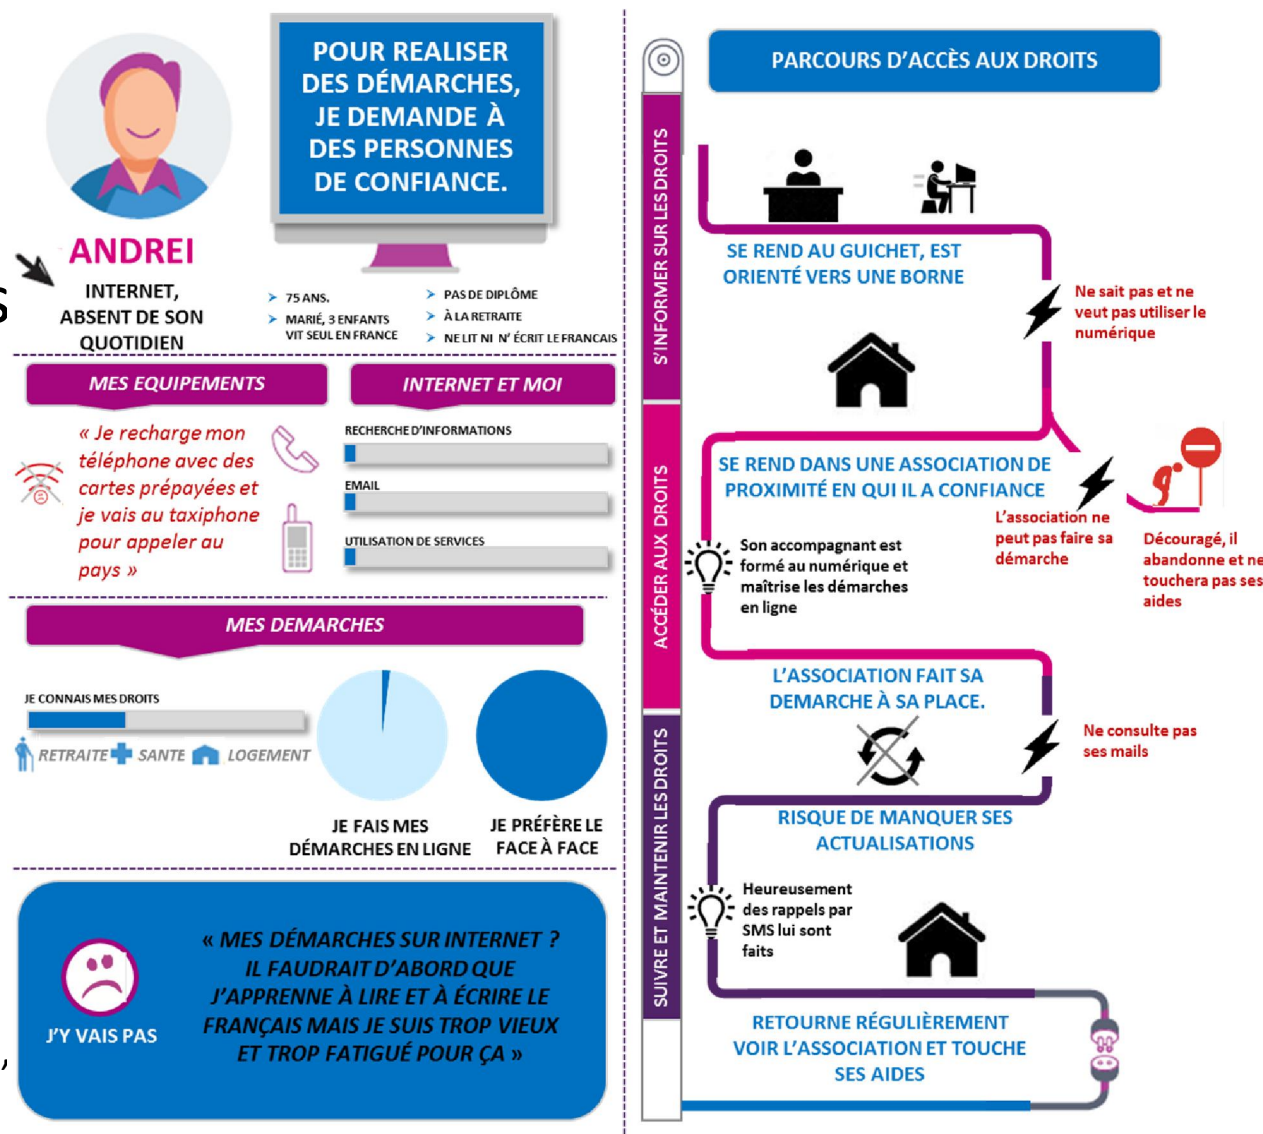 POUR REALISER
DES DÉMARCHES,
JE DEMANDE À
DES PERSONNES
DE CONFIANCE.
ANDREI
INTERNET,
ABSENT DE SON
QUOTIDIEN
S
➢ 75 ANS.
➢ MARIÉ, 3 ENFANTS
VIT SEUL EN FRANCE
➢ PAS DE DIPLÔME
➢ À LA RETRAITE
➢ NE LIT NI N' ÉCRIT LE FRANCAIS
MES EQUIPEMENTS
« Je recharge mon
téléphone avec des
cartes prépayées et
je vais au taxiphone
pour appeler au
pays »
INTERNET ET MOI
RECHERCHE D'INFORMATIONS
EMAIL
UTILISATION DE SERVICES
MES DEMARCHES
JE CONNAIS MES DROITS
RETRAITE SANTE LOGEMENT
JE FAIS MES
DÉMARCHES EN LIGNE
JE PRÉFÈRE LE
FACE À FACE
J'Y VAIS PAS
« MES DÉMARCHES SUR INTERNET ?
IL FAUDRAIT D'ABORD QUE
J'APPRENNE À LIRE ET À ÉCRIRE LE
FRANÇAIS MAIS JE SUIS TROP VIEUX
ET TROP FATIGUÉ POUR ÇA »
,
PARCOURS D'ACCÈS AUX DROITS
S'INFORMER SUR LES DROITS
SE REND AU GUICHET, EST
ORIENTÉ VERS UNE BORNE
Ne sait pas et ne
veut pas utiliser le
numérique
ACCÉDER AUX DROITS
SE REND DANS UNE ASSOCIATION DE
PROXIMITÉ EN QUI IL A CONFIANCE
L'association ne
peut pas faire sa
démarche
Découragé, il
abandonne et ne
touchera pas ses
aides
Son accompagnant est
formé au numérique et
maîtrise les démarches
en ligne
L'ASSOCIATION FAIT SA
DEMARCHE À SA PLACE.
SUIVRE ET MAINTENIR LES DROITS
Ne consulte pas
ses mails
RISQUE DE MANQUER SES
ACTUALISATIONS
Heureusement
des rappels par
SMS lui sont
faits
RETOURNE RÉGULIÈREMENT
VOIR L'ASSOCIATION ET TOUCHE
SES AIDES